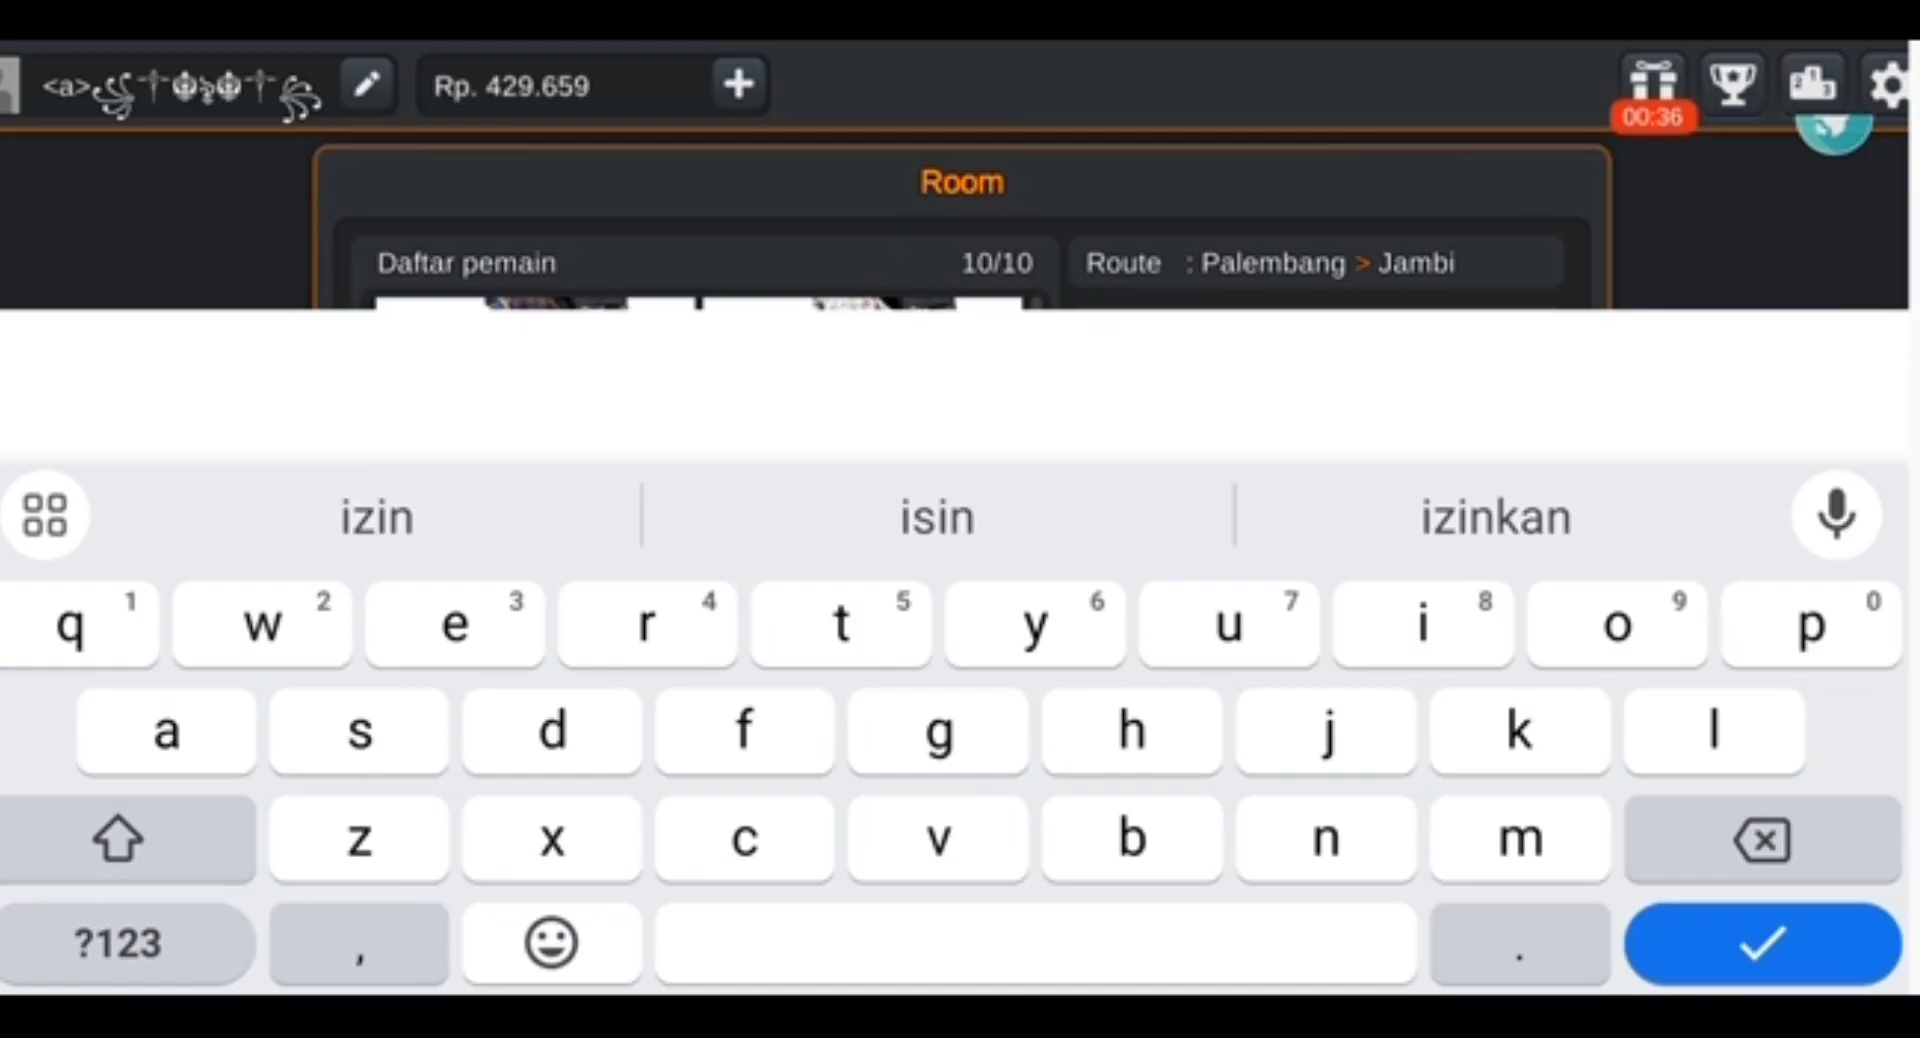 <a>
Rp. 429.659
00:36
Room
Daftar pemain 10/10
Route : Palembang > Jambi
izin isin izinkan
q 1 w 2 e 3 r 4 t 5 y 6 u 7 i 8 o 9 p 0
a s d f g h j k l
z x c v b n m
?123 , .